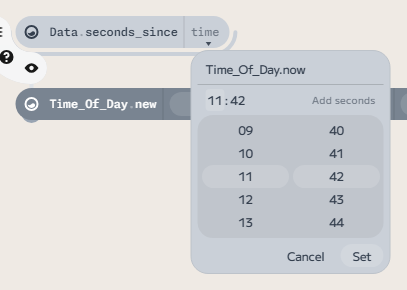 Data.seconds_since time
Time_Of_Day.now
11:42 Add seconds
Time_Of_Day.new
09 40
10 41
11 42
12 43
13 44
Cancel Set